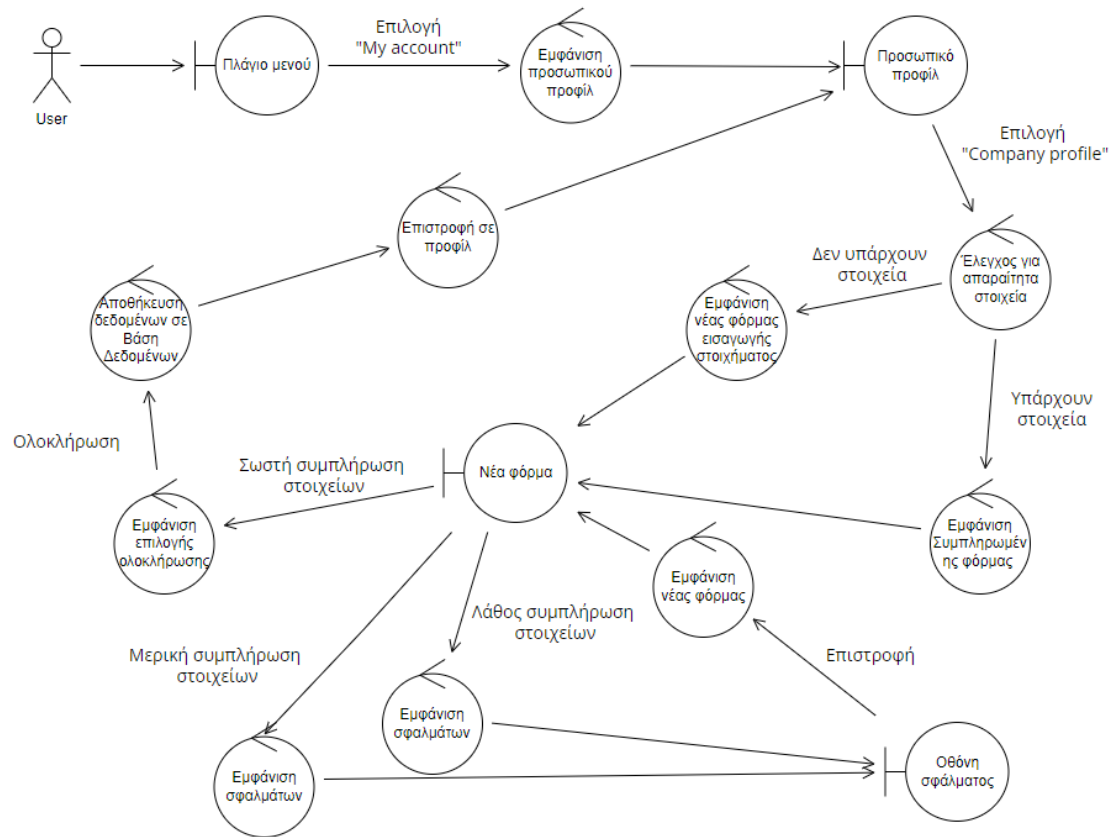 User
Πλάγιο μενού
Επιλογή
"My account"
Εμφάνιση
προσωπικού
προφίλ
Προσωπικό
προφίλ
Επιλογή
"Company profile"
Επιστροφή σε
προφίλ
Έλεγχος για
απαραίτητα
στοιχεία
Δεν υπάρχουν
στοιχεία
Αποθήκευση
δεδομένων σε
Βάση
Δεδομένων
Εμφάνιση
νέας φόρμας
εισαγωγής
στοιχήματος
Υπάρχουν
στοιχεία
Ολοκλήρωση
Σωστή συμπλήρωση
στοιχείων
Νέα φόρμα
Εμφάνιση
επιλογής
ολοκλήρωσης
Εμφάνιση
Συμπληρωμέν
ης φόρμας
Εμφάνιση
νέας φόρμας
Λάθος συμπλήρωση
στοιχείων
Μερική συμπλήρωση
στοιχείων
Επιστροφή
Εμφάνιση
σφαλμάτων
Εμφάνιση
σφαλμάτων
Οθόνη
σφάλματος